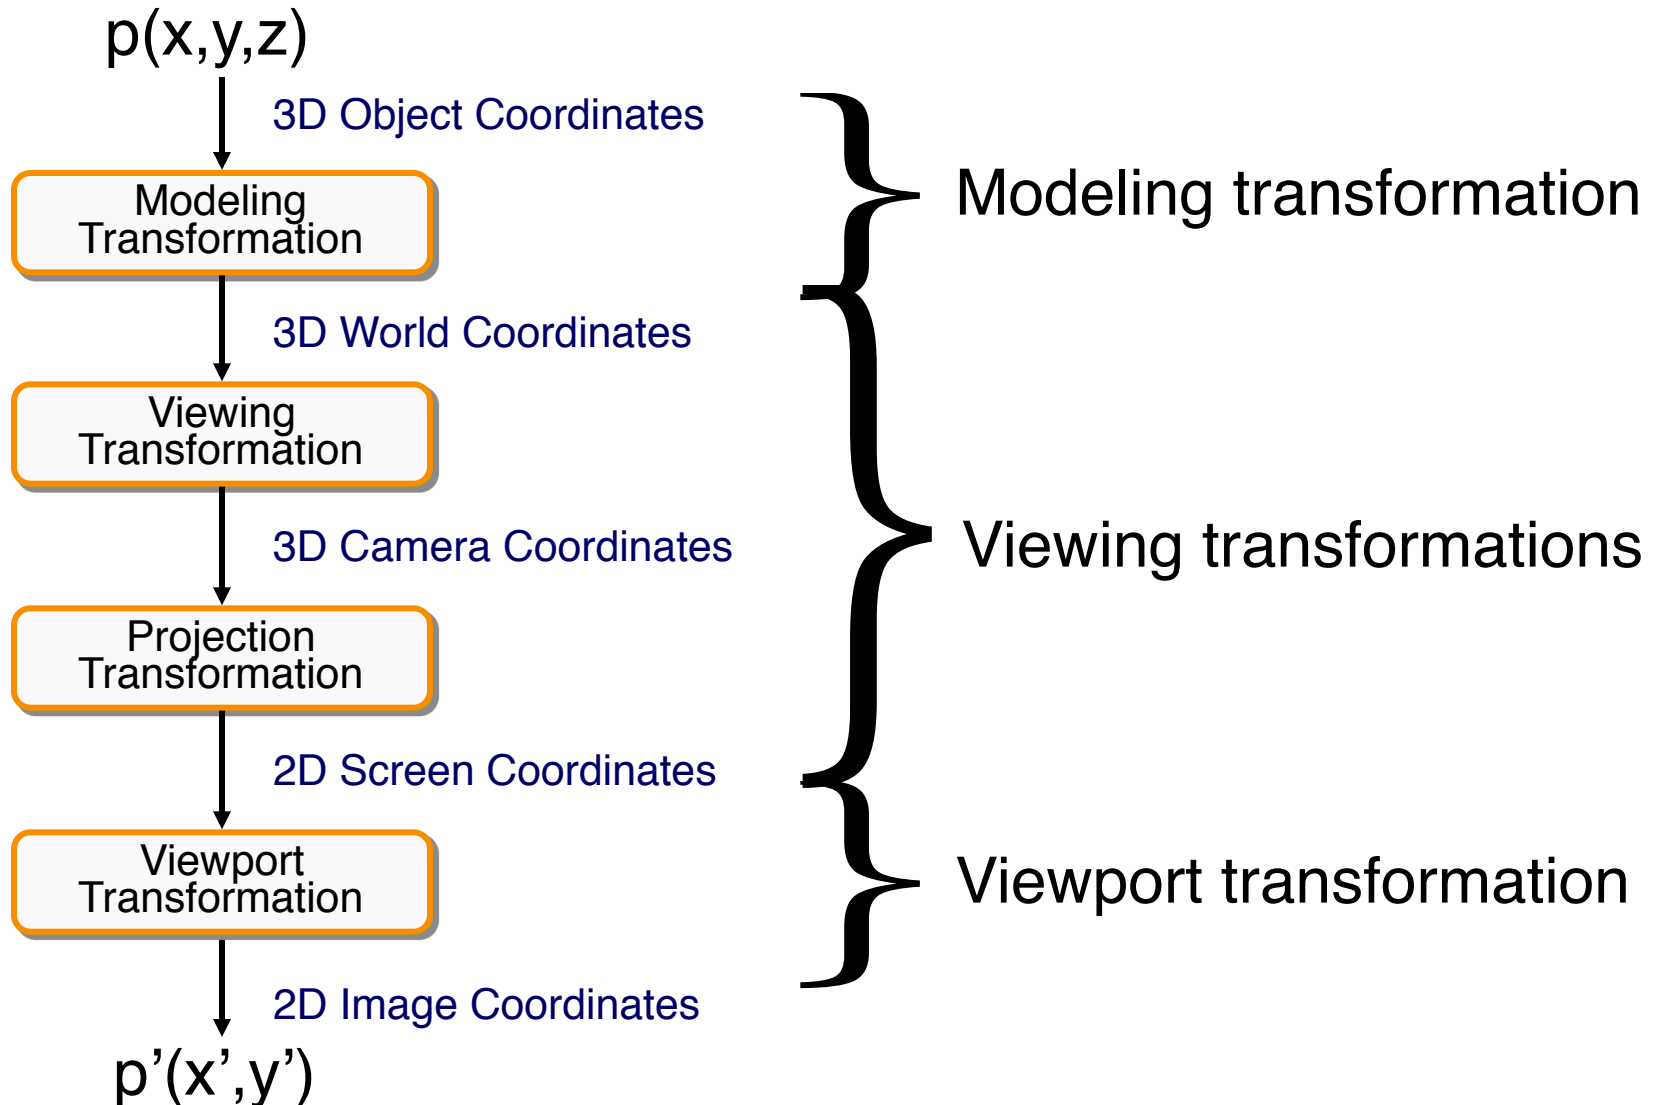 p(x,y,z)
3D Object Coordinates
Modeling
Transformation
Modeling transformation
3D World Coordinates
Viewing
Transformation
3D Camera Coordinates
Viewing transformations
Projection
Transformation
2D Screen Coordinates
Viewport
Transformation
Viewport transformation
2D Image Coordinates
p’(x’,y’)